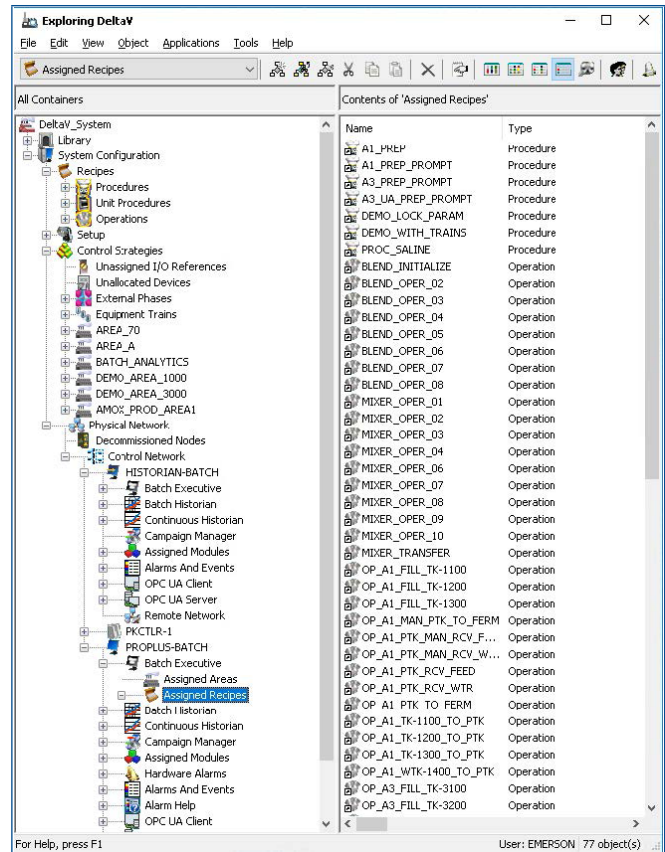 Exploring DeltaV
File Edit View Object Applications Tools Help
Assigned Recipes
All Containers
Contents of 'Assigned Recipes'
DeltaV_System
Library
System Configuration
Recipes
Procedures
Unit Procedures
Operations
Setup
Control Strategies
Unassigned I/O References
Unallocated Devices
External Phases
Equipment Trains
AREA_70
AREA_A
BATCH_ANALYTICS
DEMO_AREA_1000
DEMO_AREA_3000
AMOX_PROD_AREA1
Physical Network
Decommissioned Nodes
Control Network
HISTORIAN-BATCH
Batch Executive
Batch Historian
Continuous Historian
Campaign Manager
Assigned Modules
Alarms And Events
OPC UA Client
OPC UA Server
Remote Network
PKCTLR-1
PROPLUS-BATCH
Batch Executive
Assigned Areas
Assigned Recipes
Batch Historian
Continuous Historian
Campaign Manager
Assigned Modules
Hardware Alarms
Alarms And Events
Alarm Help
OPC UA Client
Name Type
A1_PREP Procedure
A1_PREP_PROMPT Procedure
A3_PREP_PROMPT Procedure
A3_UA_PREP_PROMPT Procedure
DEMO_LOCK_PARAM Procedure
DEMO_WITH_TRAINS Procedure
PROC_SALINE Procedure
BLEND_INITIALIZE Operation
BLEND_OPER_02 Operation
BLEND_OPER_03 Operation
BLEND_OPER_04 Operation
BLEND_OPER_05 Operation
BLEND_OPER_06 Operation
BLEND_OPER_07 Operation
BLEND_OPER_08 Operation
MIXER_OPER_01 Operation
MIXER_OPER_02 Operation
MIXER_OPER_03 Operation
MIXER_OPER_04 Operation
MIXER_OPER_06 Operation
MIXER_OPER_07 Operation
MIXER_OPER_08 Operation
MIXER_OPER_09 Operation
MIXER_OPER_10 Operation
MIXER_TRANSFER Operation
OP_A1_FILL_TK-1100 Operation
OP_A1_FILL_TK-1200 Operation
OP_A1_FILL_TK-1300 Operation
OP_A1_MAN_PTK_TO_FERM Operation
OP_A1_PTK_MAN_RCV_F... Operation
OP_A1_PTK_MAN_RCV_W... Operation
OP_A1_PTK_RCV_FEED Operation
OP_A1_PTK_RCV_WTR Operation
OP_A1_PTK_TO_FERM Operation
OP_A1_TK-1100_TO_PTK Operation
OP_A1_TK-1200_TO_PTK Operation
OP_A1_TK-1300_TO_PTK Operation
OP_A1_WTK-1400_TO_PTK Operation
OP_A3_FILL_TK-3100 Operation
OP_A3_FILL_TK-3200 Operation
For Help, press F1
User: EMERSON 77 object(s)